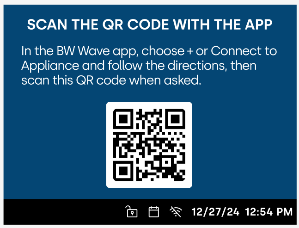 SCAN THE QR CODE WITH THE APP
In the BW Wave app, choose + or Connect to
Appliance and follow the directions, then
scan this QR code when asked.
12/27/24 12:54 PM